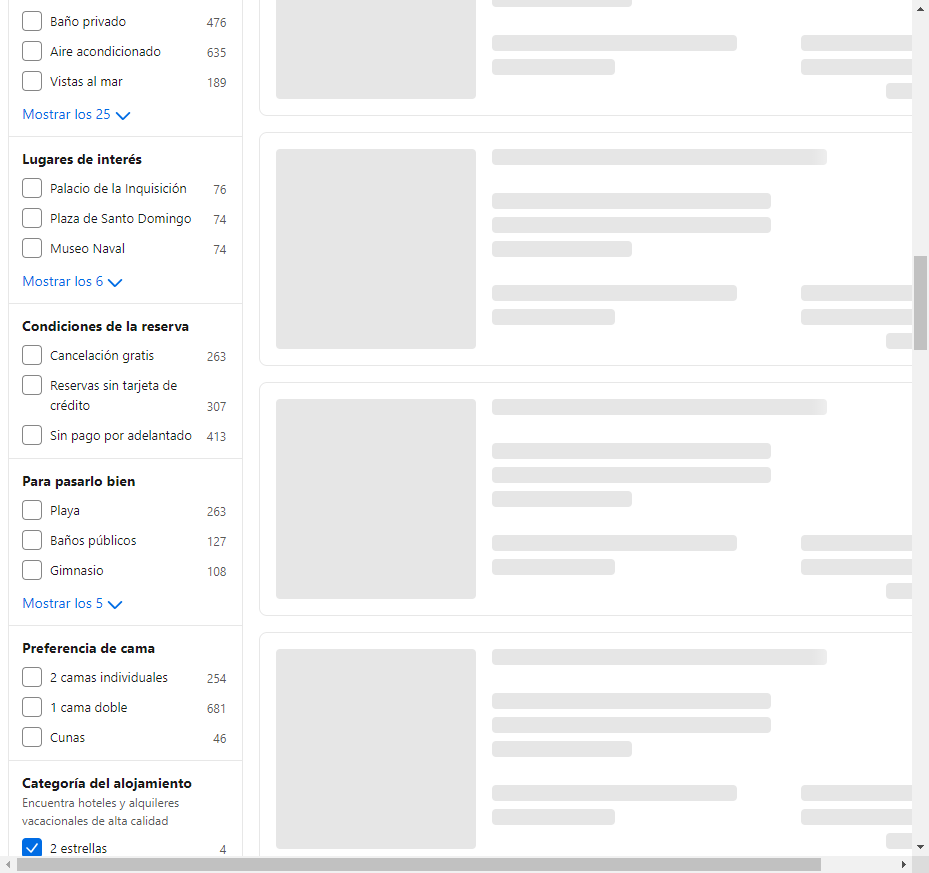 Baño privado 476
Aire acondicionado 635
Vistas al mar 189
Mostrar los 25
Lugares de interés
Palacio de la Inquisición 76
Plaza de Santo Domingo 74
Museo Naval 74
Mostrar los 6
Condiciones de la reserva
Cancelación gratis 263
Reservas sin tarjeta de
crédito 307
Sin pago por adelantado 413
Para pasarlo bien
Playa 263
Baños públicos 127
Gimnasio 108
Mostrar los 5
Preferencia de cama
2 camas individuales 254
1 cama doble 681
Cunas 46
Categoría del alojamiento
Encuentra hoteles y alquileres
vacacionales de alta calidad
2 estrellas 4